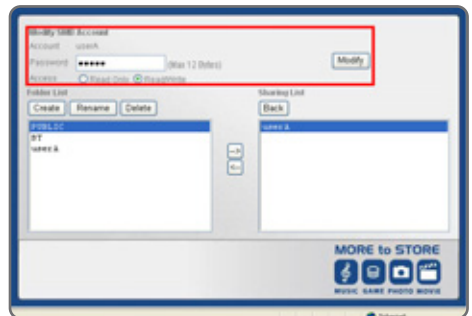 Modify SMB Account
Account userA
Password ***** (Max 12 Bytes)
Modify
Access Read Only Read/Write
Folder List Sharing List
Create Rename Delete Back
PUBLIC userA
BT
userA
--> 
<--
MORE to STORE
MUSIC GAME PHOTO MOVIE
Internet